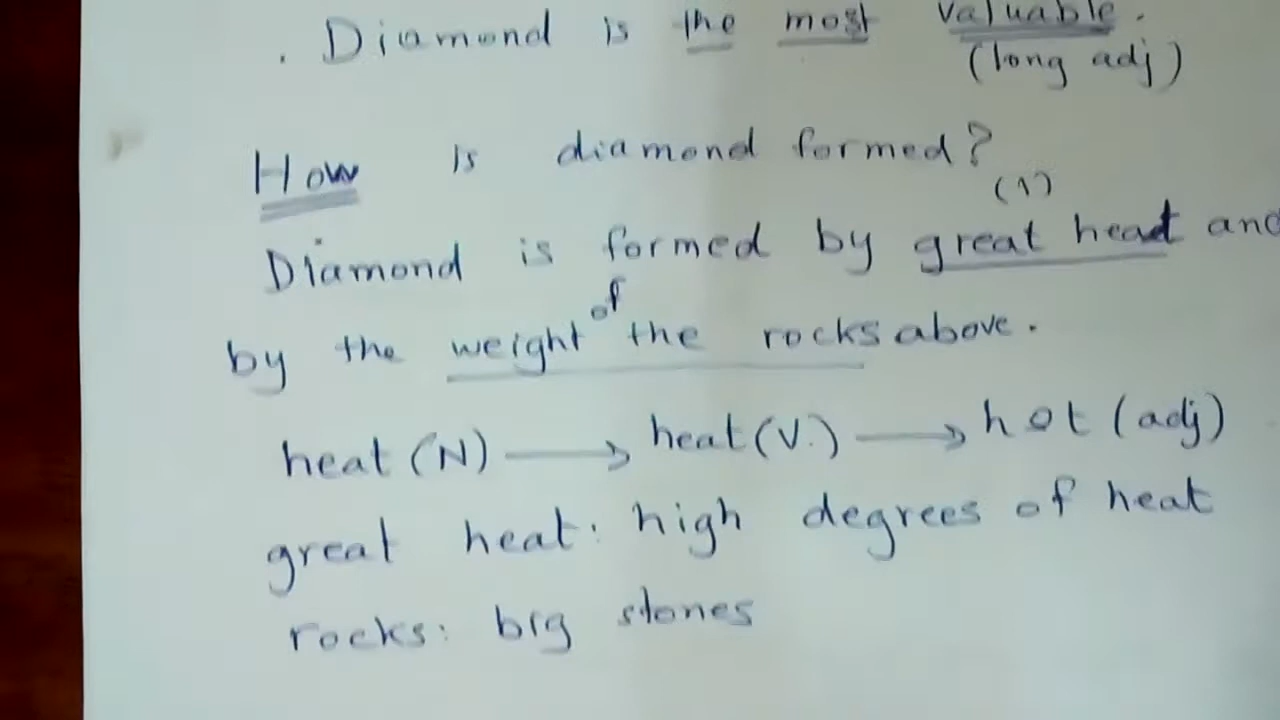 . Diamond is the most valuable.
(long adj)
How is diamond formed?
(1)
Diamond is formed by great heat and
by the weight of the rocks above.
heat (N) → heat (V.) → hot (adj)
great heat: high degrees of heat
rocks: big stones